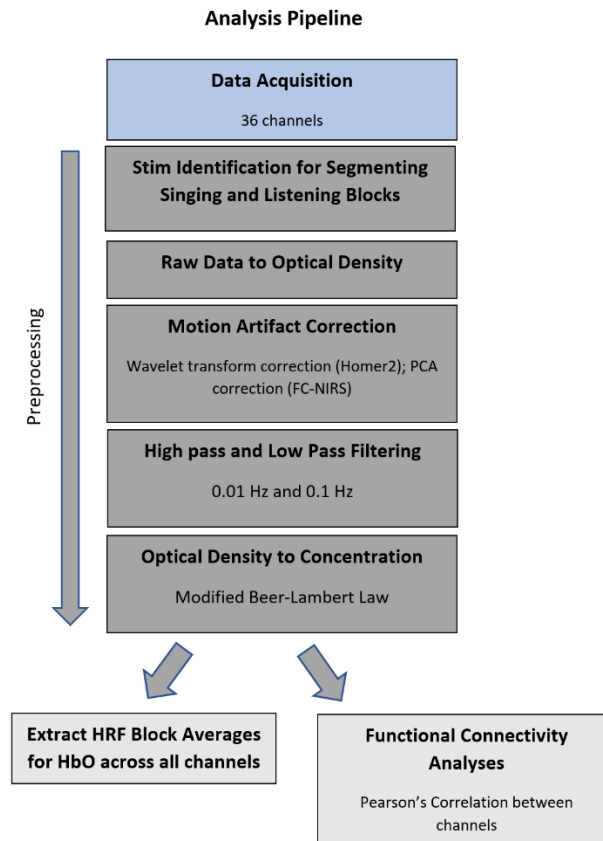 Analysis Pipeline
Data Acquisition
36 channels
Stim Identification for Segmenting
Singing and Listening Blocks
Raw Data to Optical Density
Motion Artifact Correction
Wavelet transform correction (Homer2); PCA
correction (FC-NIRS)
High pass and Low Pass Filtering
0.01 Hz and 0.1 Hz
Optical Density to Concentration
Modified Beer-Lambert Law
Preprocessing
Extract HRF Block Averages
for HbO across all channels
Functional Connectivity
Analyses
Pearson’s Correlation between
channels